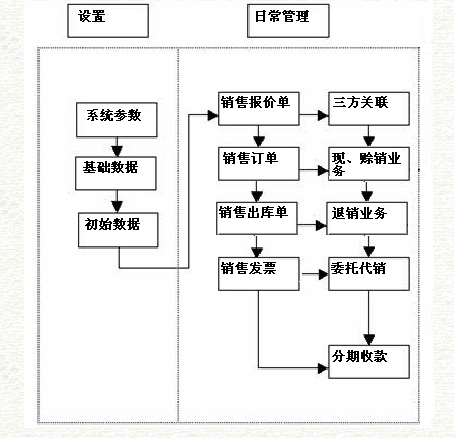 设置
日常管理
系统参数
基础数据
初始数据
销售报价单
三方关联
销售订单
现、赊销业
务
销售出库单
退销业务
销售发票
委托代销
分期收款